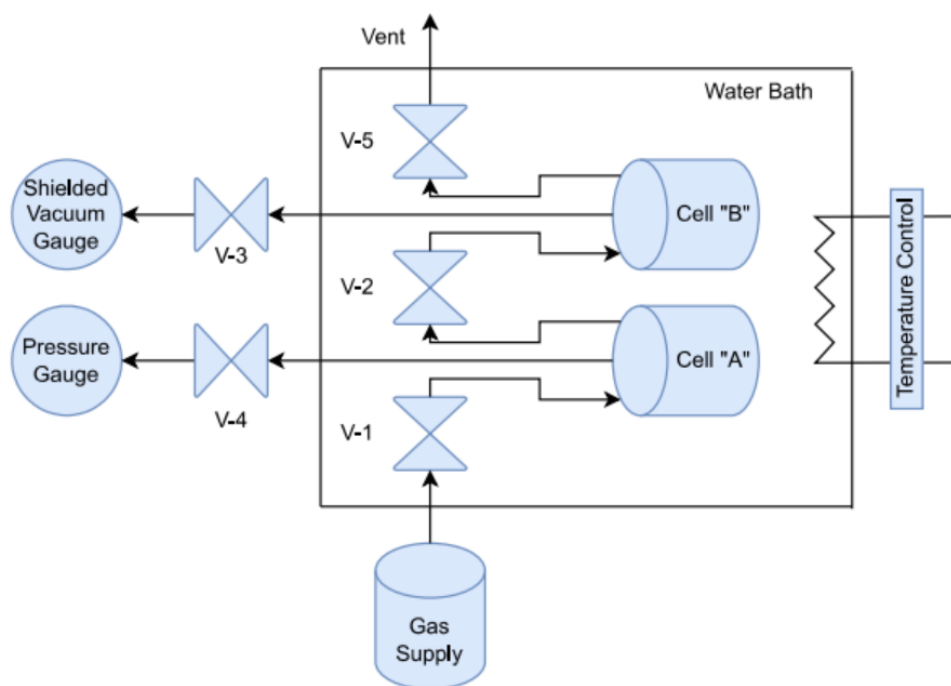 Vent
Water Bath
V-5
Shielded
Vacuum
Gauge
V-3
Cell "B"
V-2
Temperature Control
Pressure
Gauge
V-4
Cell "A"
V-1
Gas
Supply